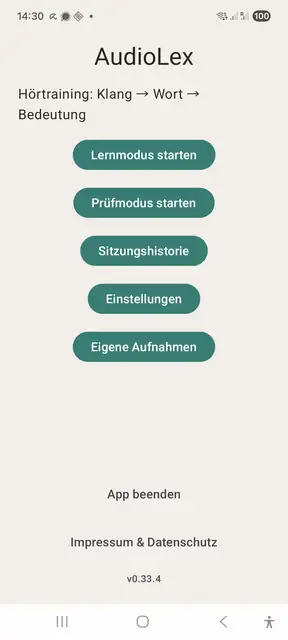 14:30
100
AudioLex
Hörtraining: Klang → Wort →
Bedeutung
Lernmodus starten
Prüfmodus starten
Sitzungshistorie
Einstellungen
Eigene Aufnahmen
App beenden
Impressum & Datenschutz
v0.33.4